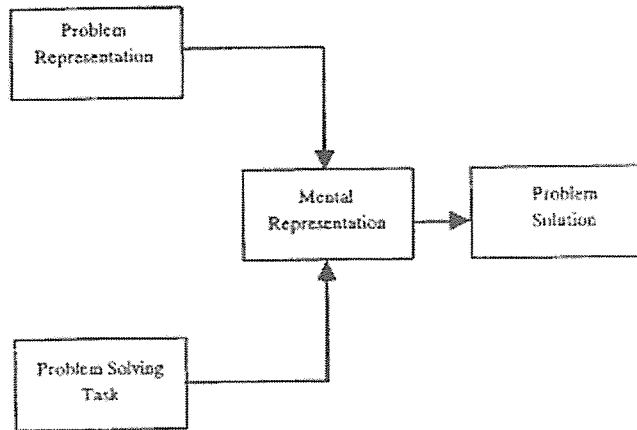 Problem
Representation
Mental
Representation
Problem
Solution
Problem Solving
Task